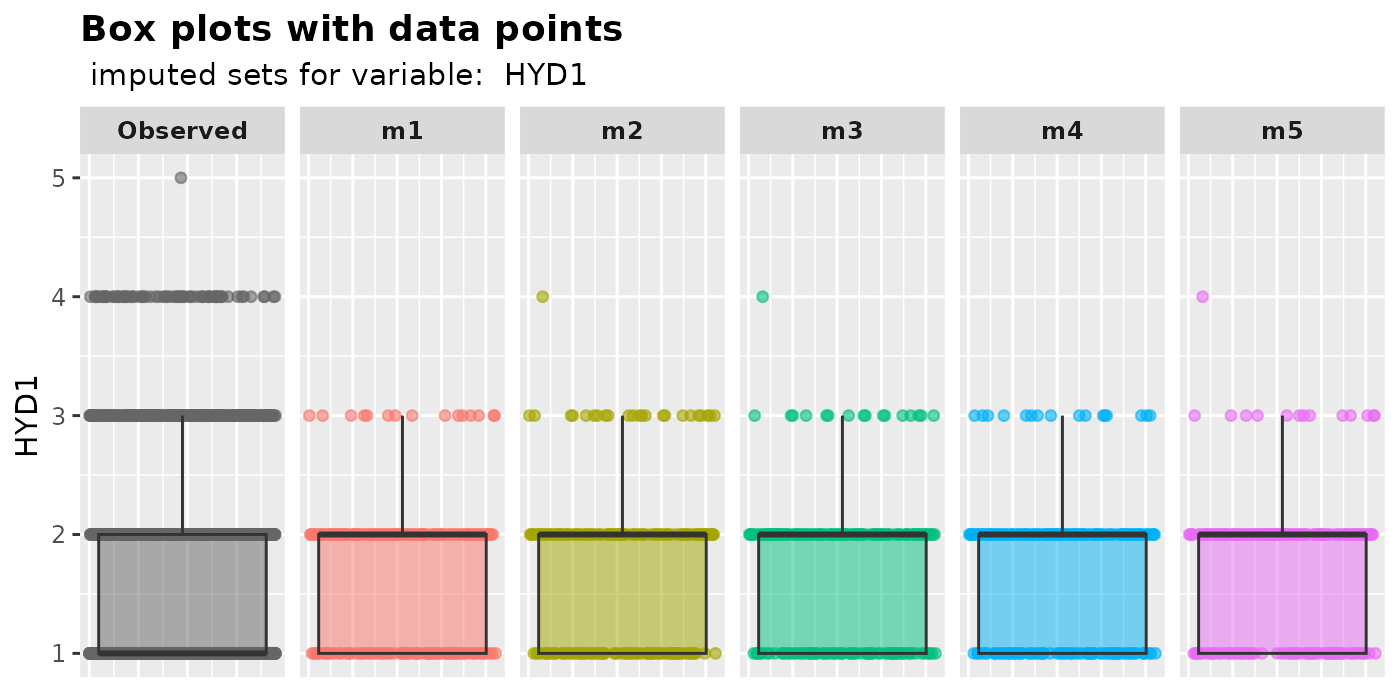 Box plots with data points
imputed sets for variable:  HYD1
Observed m1 m2 m3 m4 m5
5
4
3
2
1
HYD1